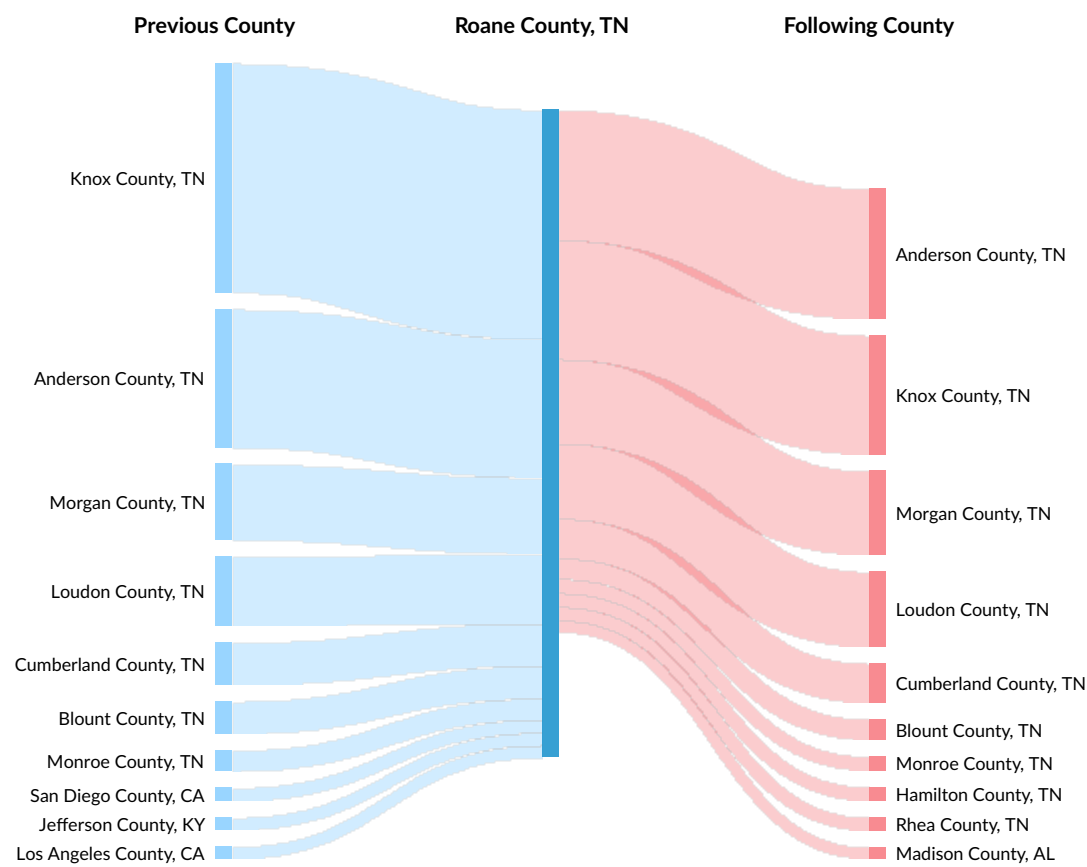 Previous County
Roane County, TN
Following County
Knox County, TN
Anderson County, TN
Morgan County, TN
Loudon County, TN
Cumberland County, TN
Blount County, TN
Monroe County, TN
San Diego County, CA
Jefferson County, KY
Los Angeles County, CA
Anderson County, TN
Knox County, TN
Morgan County, TN
Loudon County, TN
Cumberland County, TN
Blount County, TN
Monroe County, TN
Hamilton County, TN
Rhea County, TN
Madison County, AL